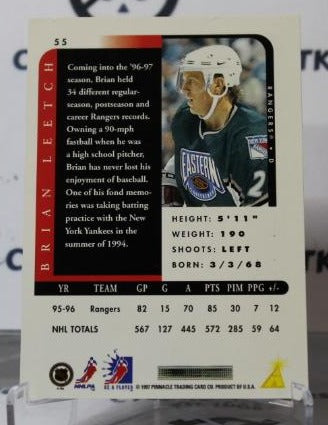 55
BRIAN LEETCH
Coming into the '96-97
season, Brian held
34 different regular-
season, postseason and
career Rangers records.
Owning a 90-mph
fastball when he was
a high school pitcher,
Brian has never lost his
enjoyment of baseball.
One of his fond memo-
ries was taking batting
practice with the New
York Yankees in the
summer of 1994.
EASTERN
2
RANGERS • D
HEIGHT: 5'11"
WEIGHT: 190
SHOOTS: LEFT
BORN: 3/3/68
YR TEAM GP G A PTS PIM PPG +/-
95-96 Rangers 82 15 70 85 30 7 12
NHL TOTALS 567 127 445 572 285 59 64
NHLPA
BE A PLAYER
© 1997 PINNACLE TRADING CARD CO. PRODUCT OF U.S.A.